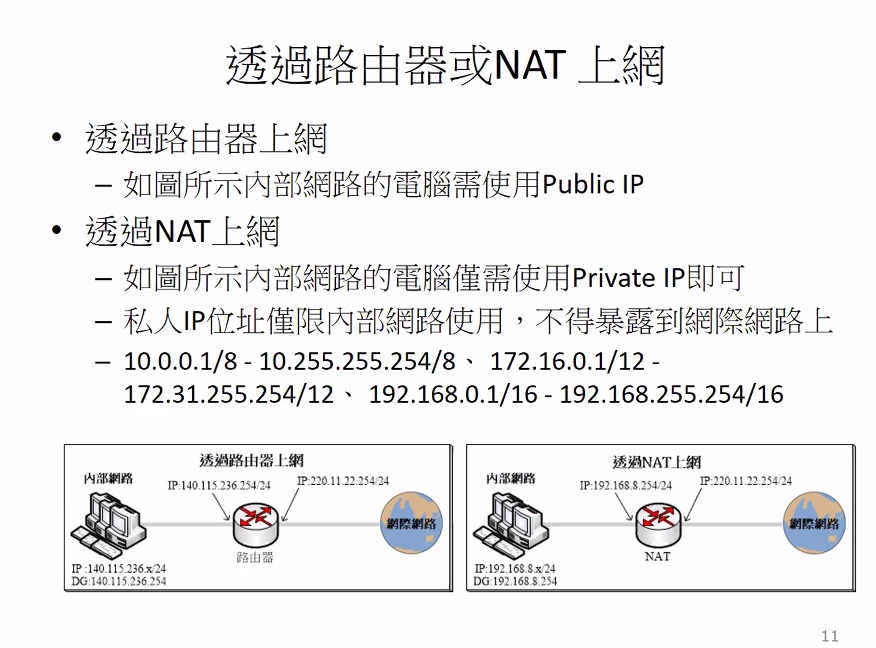 透過路由器或NAT 上網
• 透過路由器上網
– 如圖所示內部網路的電腦需使用Public IP
• 透過NAT上網
– 如圖所示內部網路的電腦僅需使用Private IP即可
– 私人IP位址僅限內部網路使用，不得暴露到網際網路上
– 10.0.0.1/8 - 10.255.255.254/8、 172.16.0.1/12 -
172.31.255.254/12、 192.168.0.1/16 - 192.168.255.254/16
透過路由器上網
內部網路
IP:140.115.236.254/24
IP:220.11.22.254/24
網際網路
路由器
IP :140.115.236.x/24
DG:140.115.236.254
透過NAT上網
內部網路
IP:192.168.8.254/24
IP:220.11.22.254/24
網際網路
NAT
IP:192.168.8.x/24
DG:192.168.8.254
11